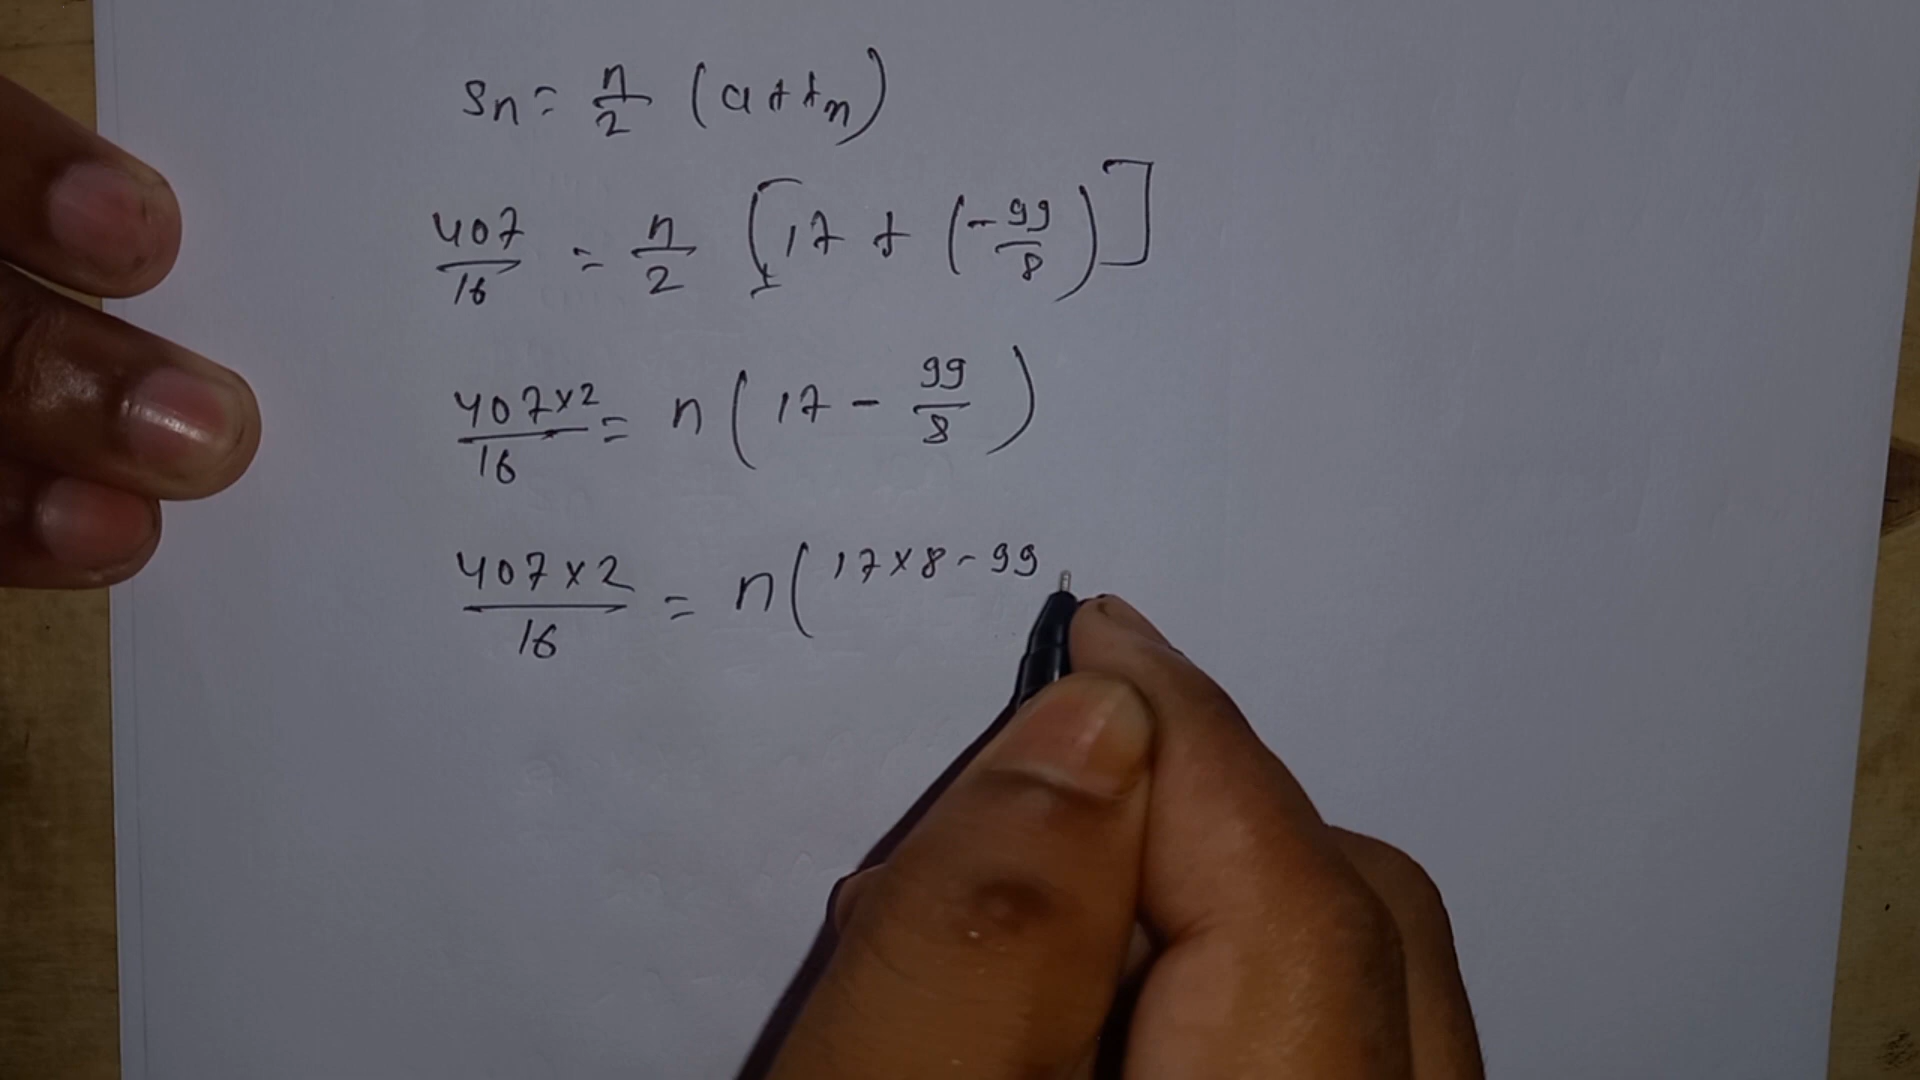 Sn = n/2 (a + tn)
407/16 = n/2 [17 + (-99/8)]
407×2/16 = n(17 - 99/8)
407×2/16 = n(17×8-99